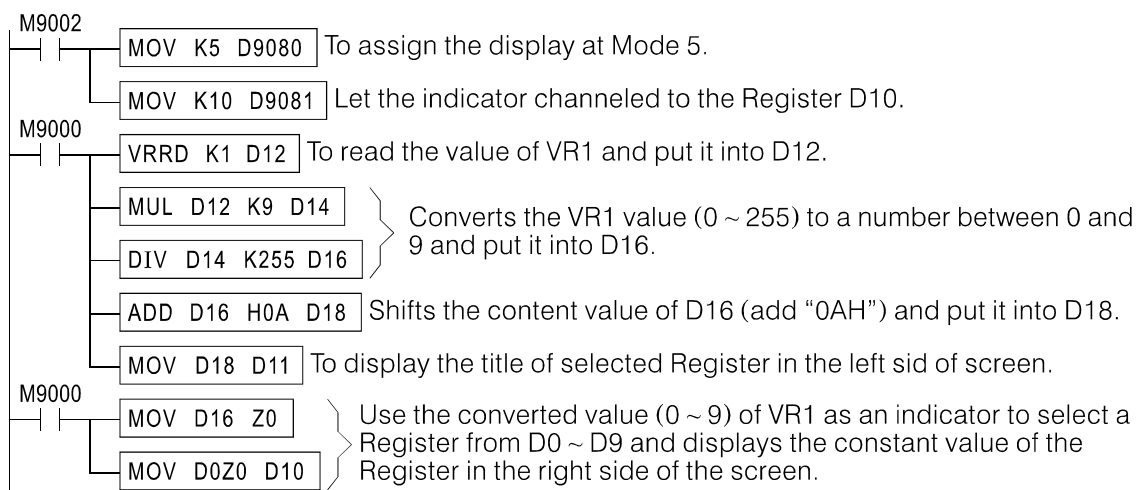 M9002
MOV K5 D9080 To assign the display at Mode 5.
MOV K10 D9081 Let the indicator channeled to the Register D10.
M9000
VRRD K1 D12 To read the value of VR1 and put it into D12.
MUL D12 K9 D14
Converts the VR1 value (0 ~ 255) to a number between 0 and
9 and put it into D16.
DIV D14 K255 D16
ADD D16 H0A D18 Shifts the content value of D16 (add “0AH”) and put it into D18.
MOV D18 D11 To display the title of selected Register in the left sid of screen.
M9000
MOV D16 Z0
Use the converted value (0 ~ 9) of VR1 as an indicator to select a
Register from D0 ~ D9 and displays the constant value of the
Register in the right side of the screen.
MOV D0Z0 D10